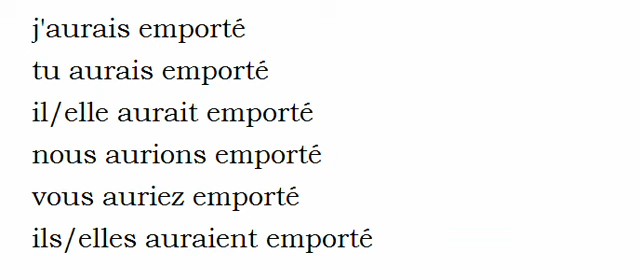 j'aurais emporté
tu aurais emporté
il/elle aurait emporté
nous aurions emporté
vous auriez emporté
ils/elles auraient emporté